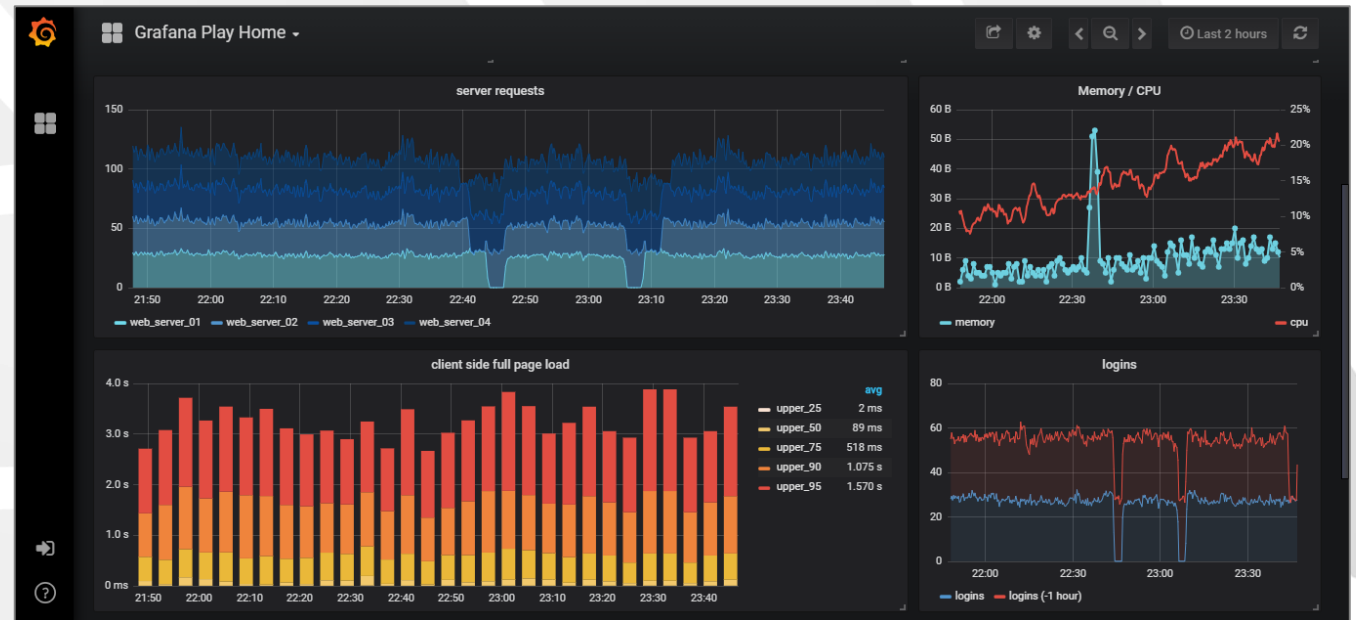 Grafana Play Home
Last 2 hours
server requests
150
100
50
0
21:50 22:00 22:10 22:20 22:30 22:40 22:50 23:00 23:10 23:20 23:30 23:40
web_server_01 web_server_02 web_server_03 web_server_04
Memory / CPU
60 B 25%
50 B 20%
40 B
15%
30 B
10%
20 B
5%
10 B
0 B 0%
22:00 22:30 23:00 23:30
memory cpu
client side full page load
4.0 s
3.0 s
2.0 s
1.0 s
0 ms
21:50 22:00 22:10 22:20 22:30 22:40 22:50 23:00 23:10 23:20 23:30 23:40
avg
upper_25 2 ms
upper_50 89 ms
upper_75 518 ms
upper_90 1.075 s
upper_95 1.570 s
logins
80
60
40
20
0
22:00 22:30 23:00 23:30
logins logins (-1 hour)